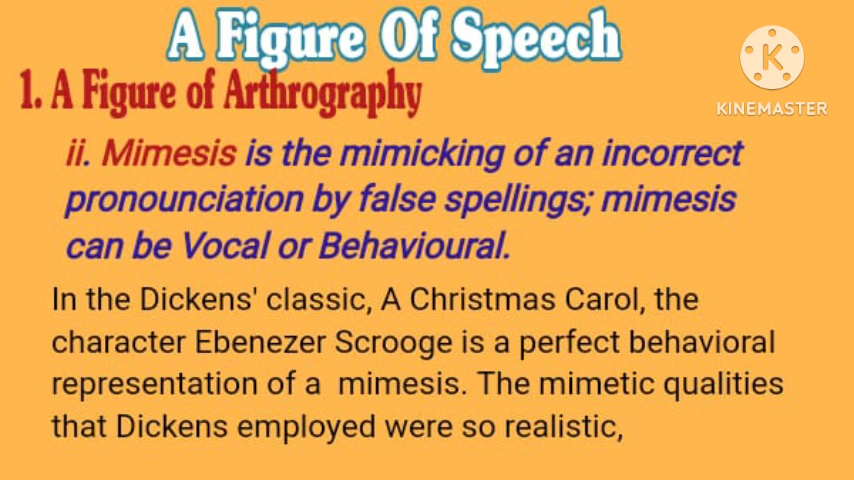 A Figure Of Speech
KINEMASTER
1. A Figure of Arthrography
ii. Mimesis is the mimicking of an incorrect
pronounciation by false spellings; mimesis
can be Vocal or Behavioural.
In the Dickens' classic, A Christmas Carol, the
character Ebenezer Scrooge is a perfect behavioral
representation of a  mimesis. The mimetic qualities
that Dickens employed were so realistic,